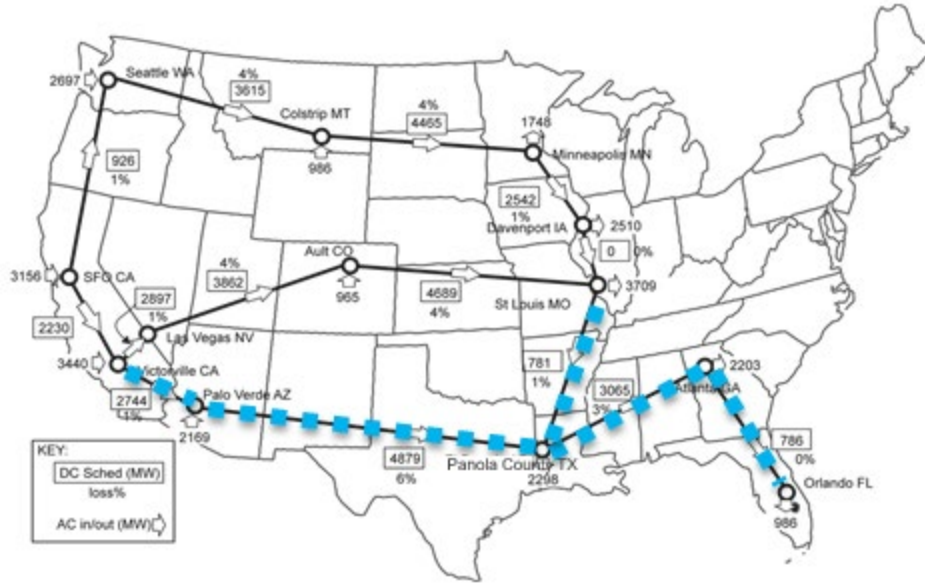 2697
Seattle WA
4%
3615
Colstrip MT
986
4%
4465
1748
Minneapolis MN
926
1%
2542
1%
Davenport IA
2510
0 0%
3156
SFO CA
Ault CO
4%
3862
965
4689
4%
3709
St Louis MO
2897
1%
Las Vegas NV
2230
3440
Victorville CA
2744
1%
Palo Verde AZ
2169
781
1%
3065
3%
2203
Atlanta GA
4879
6%
Panola County TX
2298
786
0%
Orlando FL
986
KEY:
DC Sched (MW)
loss%
AC in/out (MW)